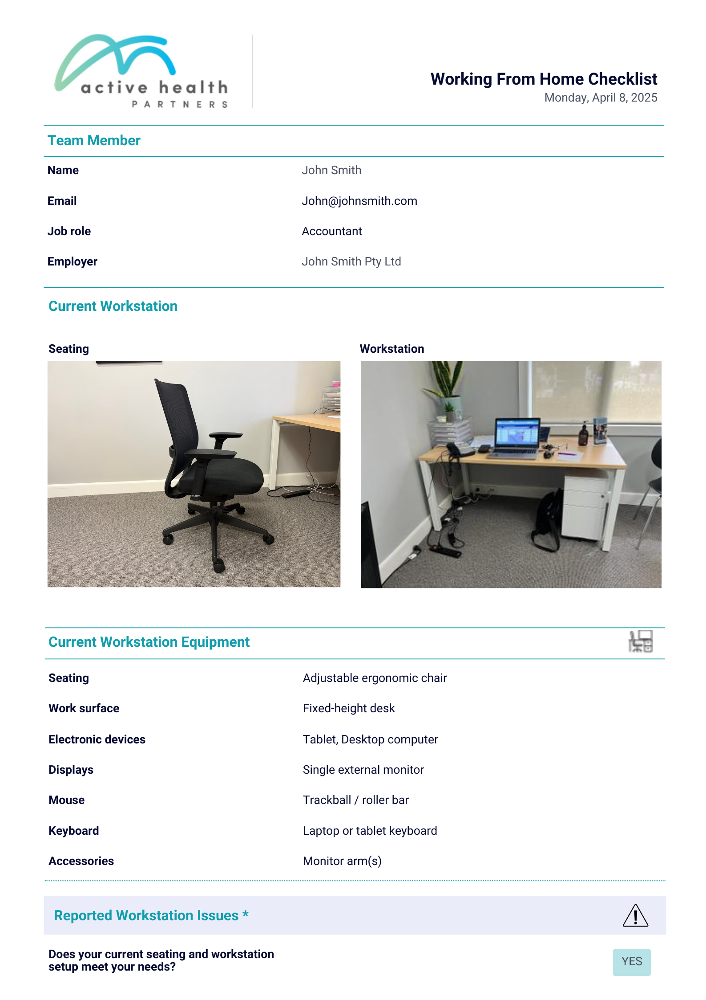 active health
PARTNERS
Working From Home Checklist
Monday, April 8, 2025
Team Member
Name John Smith
Email John@johnsmith.com
Job role Accountant
Employer John Smith Pty Ltd
Current Workstation
Seating Workstation
Current Workstation Equipment
Seating Adjustable ergonomic chair
Work surface Fixed-height desk
Electronic devices Tablet, Desktop computer
Displays Single external monitor
Mouse Trackball / roller bar
Keyboard Laptop or tablet keyboard
Accessories Monitor arm(s)
Reported Workstation Issues *
Does your current seating and workstation
setup meet your needs?
YES